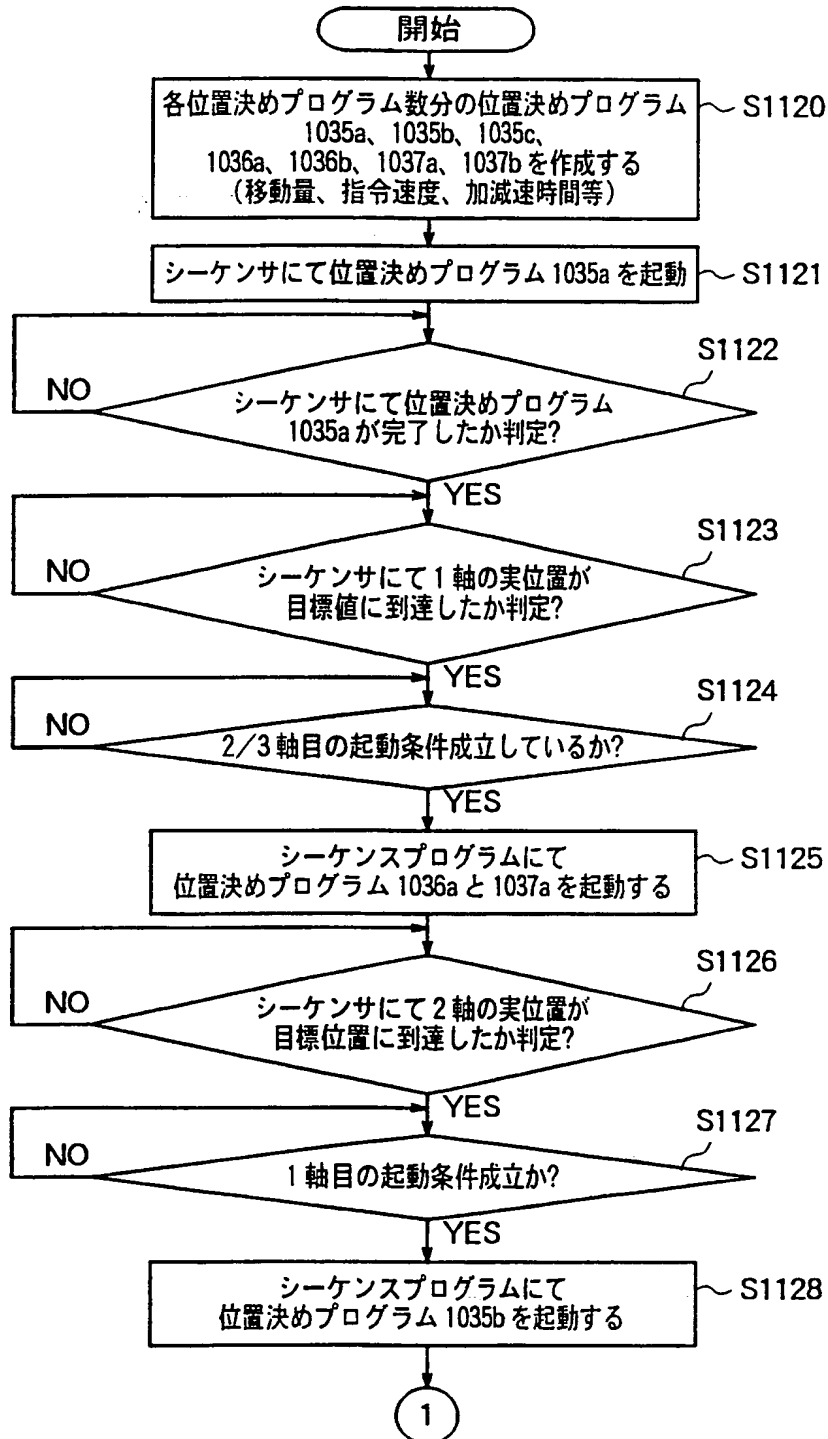 開始
各位置決めプログラム数分の位置決めプログラム
1035a、1035b、1035c、
1036a、1036b、1037a、1037b を作成する
(移動量、指令速度、加減速時間等)
S1120
シーケンサにて位置決めプログラム 1035a を起動
S1121
S1122
シーケンサにて位置決めプログラム
1035a が完了したか判定?
NO
YES
S1123
シーケンサにて 1 軸の実位置が
目標値に到達したか判定?
NO
YES
S1124
2/3 軸目の起動条件成立しているか?
NO
YES
シーケンスプログラムにて
位置決めプログラム 1036a と 1037a を起動する
S1125
S1126
シーケンサにて 2 軸の実位置が
目標位置に到達したか判定?
NO
YES
S1127
1 軸目の起動条件成立か?
NO
YES
シーケンスプログラムにて
位置決めプログラム 1035b を起動する
S1128
1